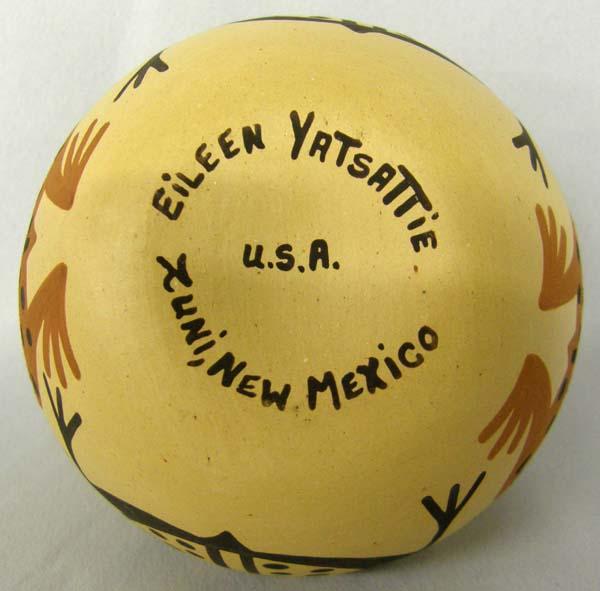 EiLEEN YATSATTiE
U.S.A.
ZUNi, NEW MEXiCO